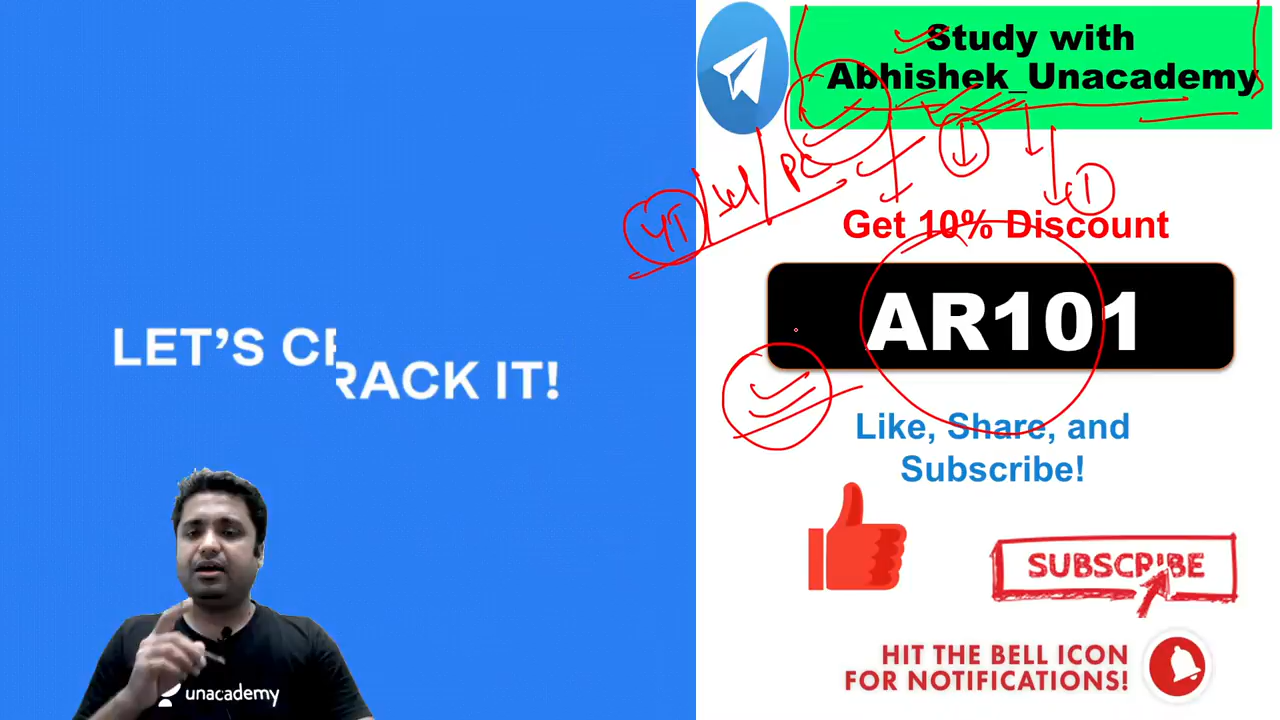 LET'S CRACK IT!
unacademy
Study with
Abhishek_Unacademy
YT
Get 10% Discount
AR101
Like, Share, and
Subscribe!
SUBSCRIBE
HIT THE BELL ICON
FOR NOTIFICATIONS!